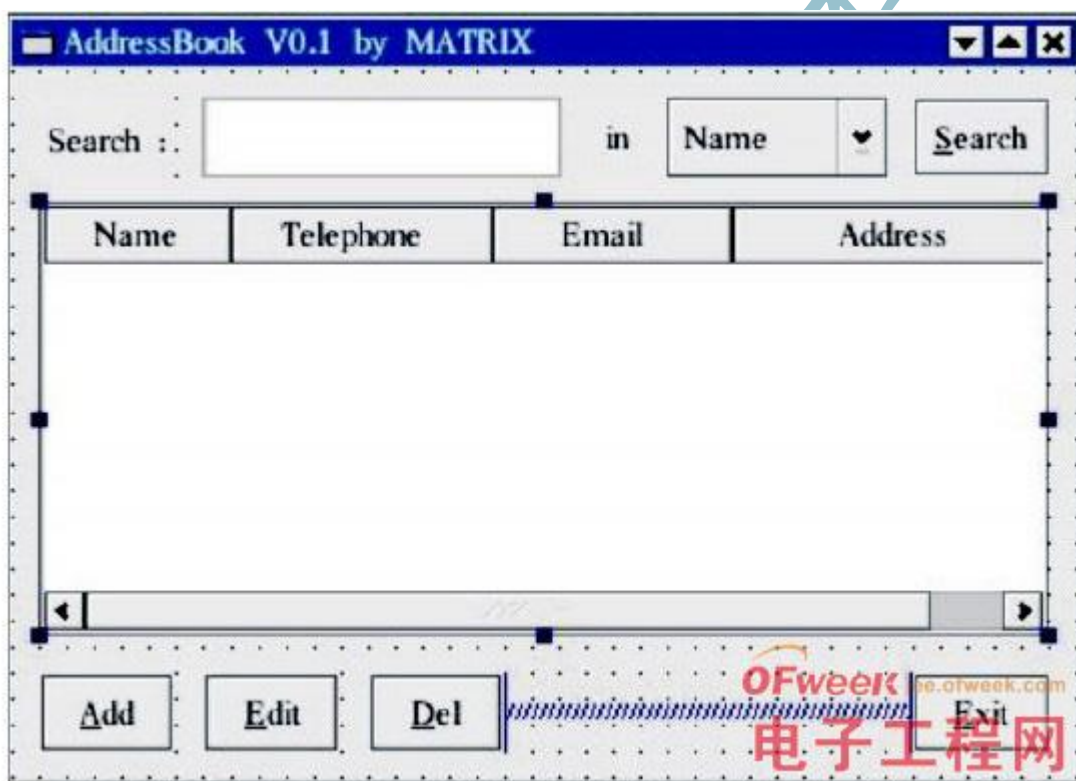 AddressBook V0.1 by MATRIX
Search : in Name Search
Name Telephone Email Address
Add Edit Del Exit
OFweek ee.ofweek.com
电子工程网